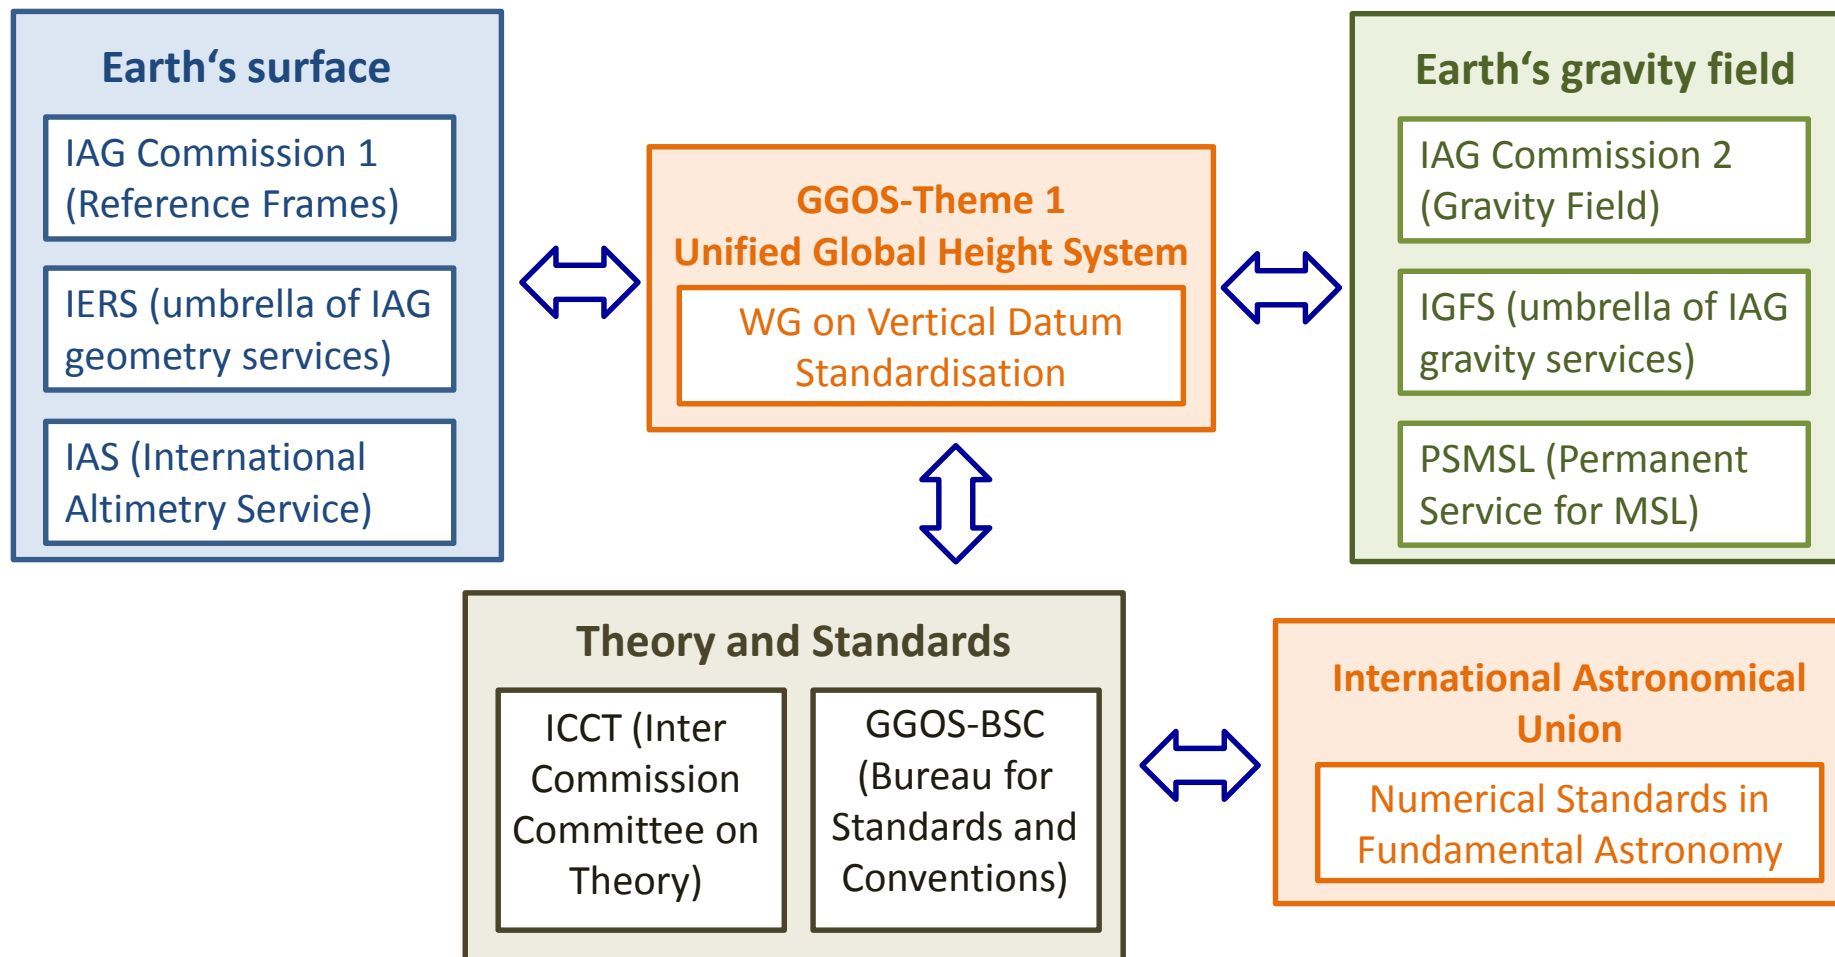 Earth‘s surface
IAG Commission 1
(Reference Frames)
IERS (umbrella of IAG
geometry services)
IAS (International
Altimetry Service)
GGOS-Theme 1
Unified Global Height System
WG on Vertical Datum
Standardisation
Earth‘s gravity field
IAG Commission 2
(Gravity Field)
IGFS (umbrella of IAG
gravity services)
PSMSL (Permanent
Service for MSL)
Theory and Standards
ICCT (Inter
Commission
Committee on
Theory)
GGOS-BSC
(Bureau for
Standards and
Conventions)
International Astronomical
Union
Numerical Standards in
Fundamental Astronomy